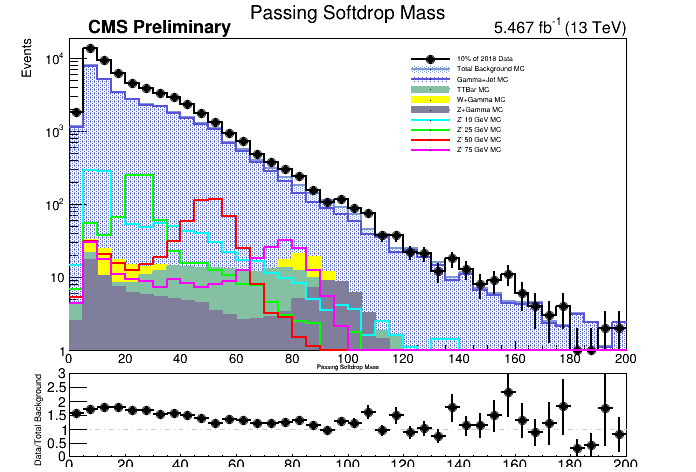 Passing Softdrop Mass
CMS Preliminary
5.467 fb⁻¹ (13 TeV)
Events
10⁴
10³
10²
10
1
10% of 2018 Data
Total Background MC
Gamma+Jet MC
TTBar MC
W+Gamma MC
Z+Gamma MC
Z' 10 GeV MC
Z' 25 GeV MC
Z' 50 GeV MC
Z' 75 GeV MC
0 20 40 60 80 100 120 140 160 180 200
Passing Softdrop Mass
Data/Total Background
3
2.5
2
1.5
1
0.5
0
0 20 40 60 80 100 120 140 160 180 200